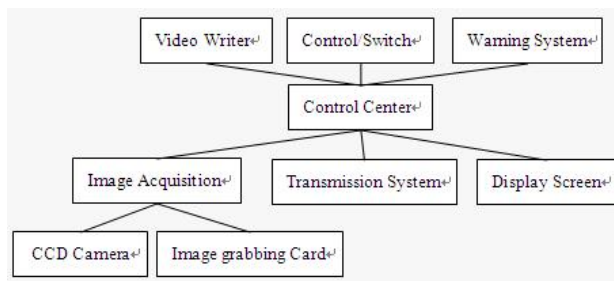 Video Writer↵
Control/Switch↵
Warning System↵
Control Center↵
Image Acquisition↵
Transmission System↵
Display Screen↵
CCD Camera↵
Image grabbing Card↵